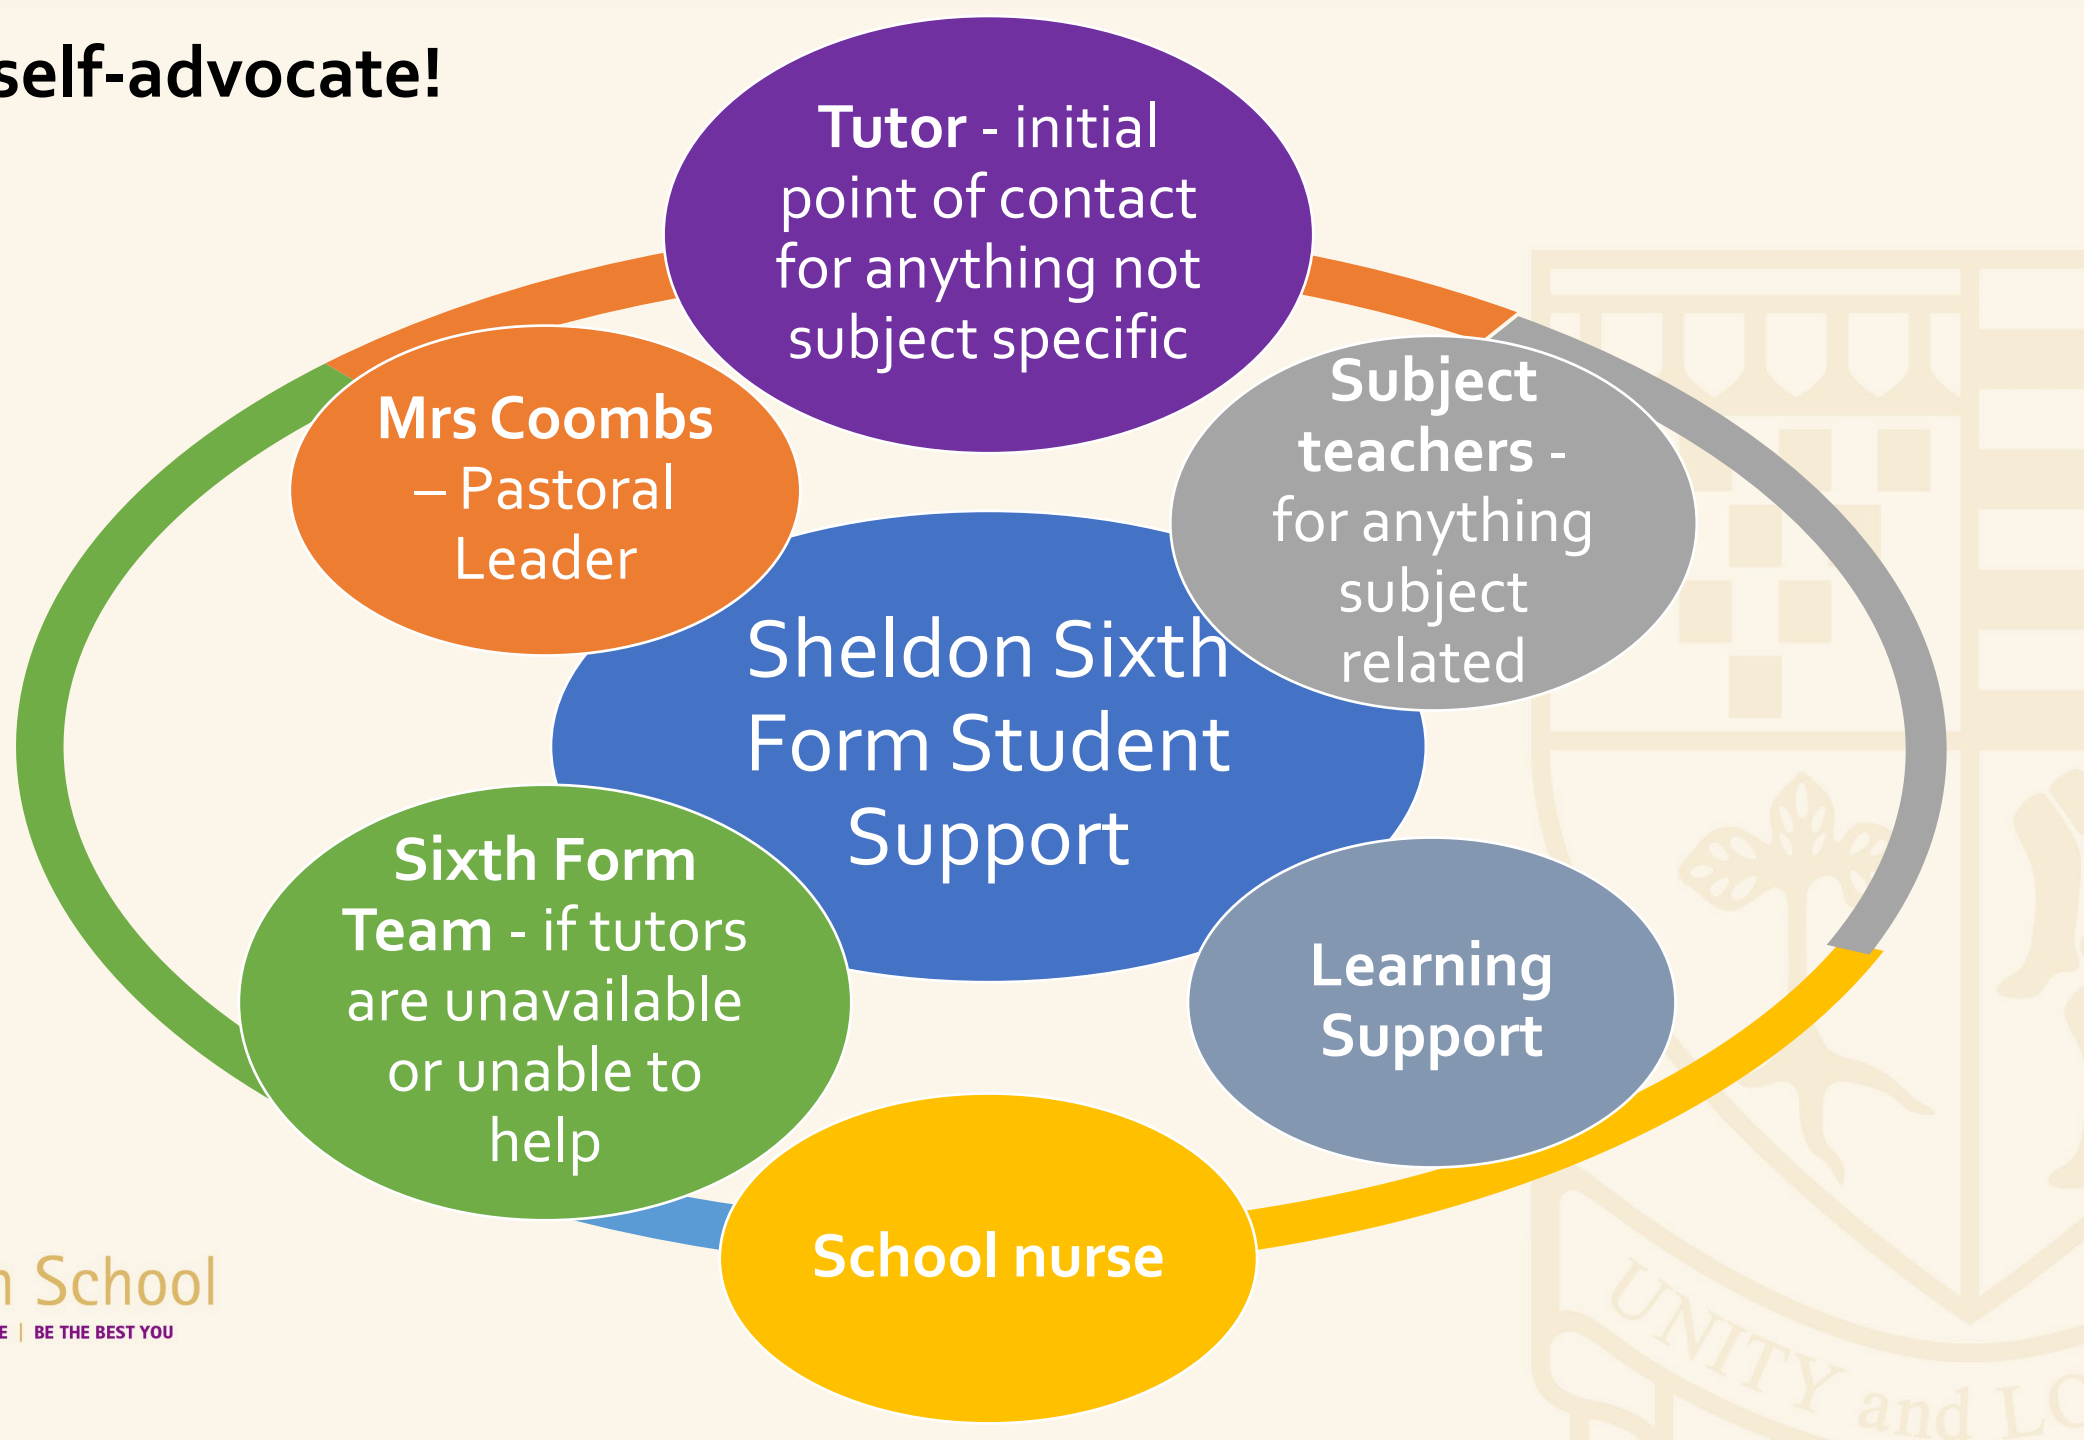 self-advocate!
Tutor - initial
point of contact
for anything not
subject specific
Mrs Coombs
– Pastoral
Leader
Subject
teachers -
for anything
subject
related
Sheldon Sixth
Form Student
Support
Sixth Form
Team - if tutors
are unavailable
or unable to
help
Learning
Support
School nurse
School
BE THE BEST YOU
UNITY and